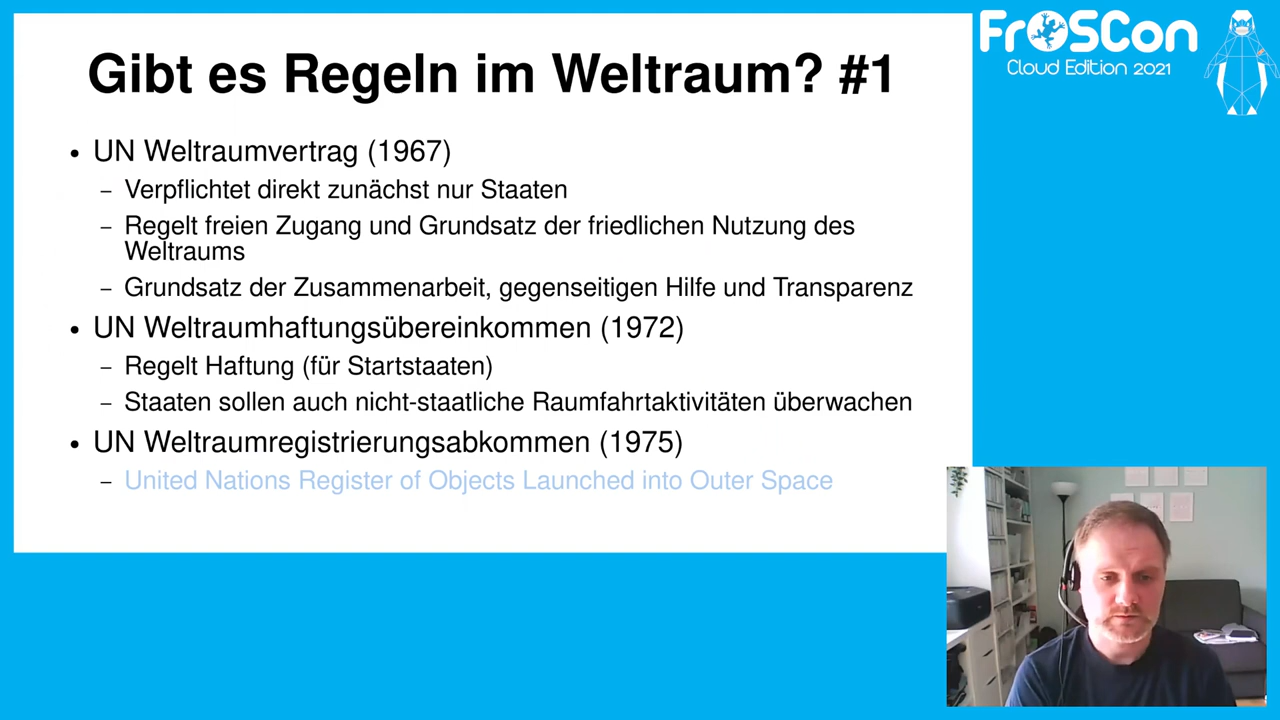 Gibt es Regeln im Weltraum? #1
• UN Weltraumvertrag (1967)
– Verpflichtet direkt zunächst nur Staaten
– Regelt freien Zugang und Grundsatz der friedlichen Nutzung des
Weltraums
– Grundsatz der Zusammenarbeit, gegenseitigen Hilfe und Transparenz
• UN Weltraumhaftungsübereinkommen (1972)
– Regelt Haftung (für Startstaaten)
– Staaten sollen auch nicht-staatliche Raumfahrtaktivitäten überwachen
• UN Weltraumregistrierungsabkommen (1975)
– United Nations Register of Objects Launched into Outer Space
FrOSCon
Cloud Edition 2021